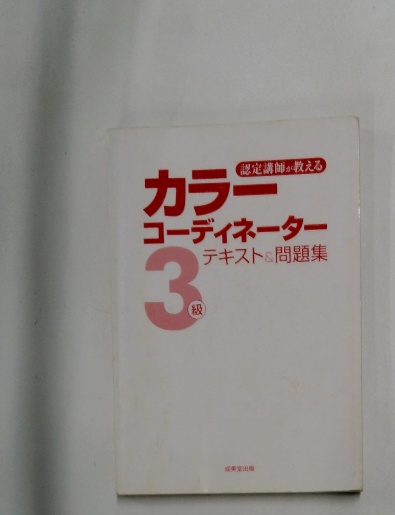 認定講師が教える
カラー
コーディネーター
3級
テキスト&問題集
成美堂出版